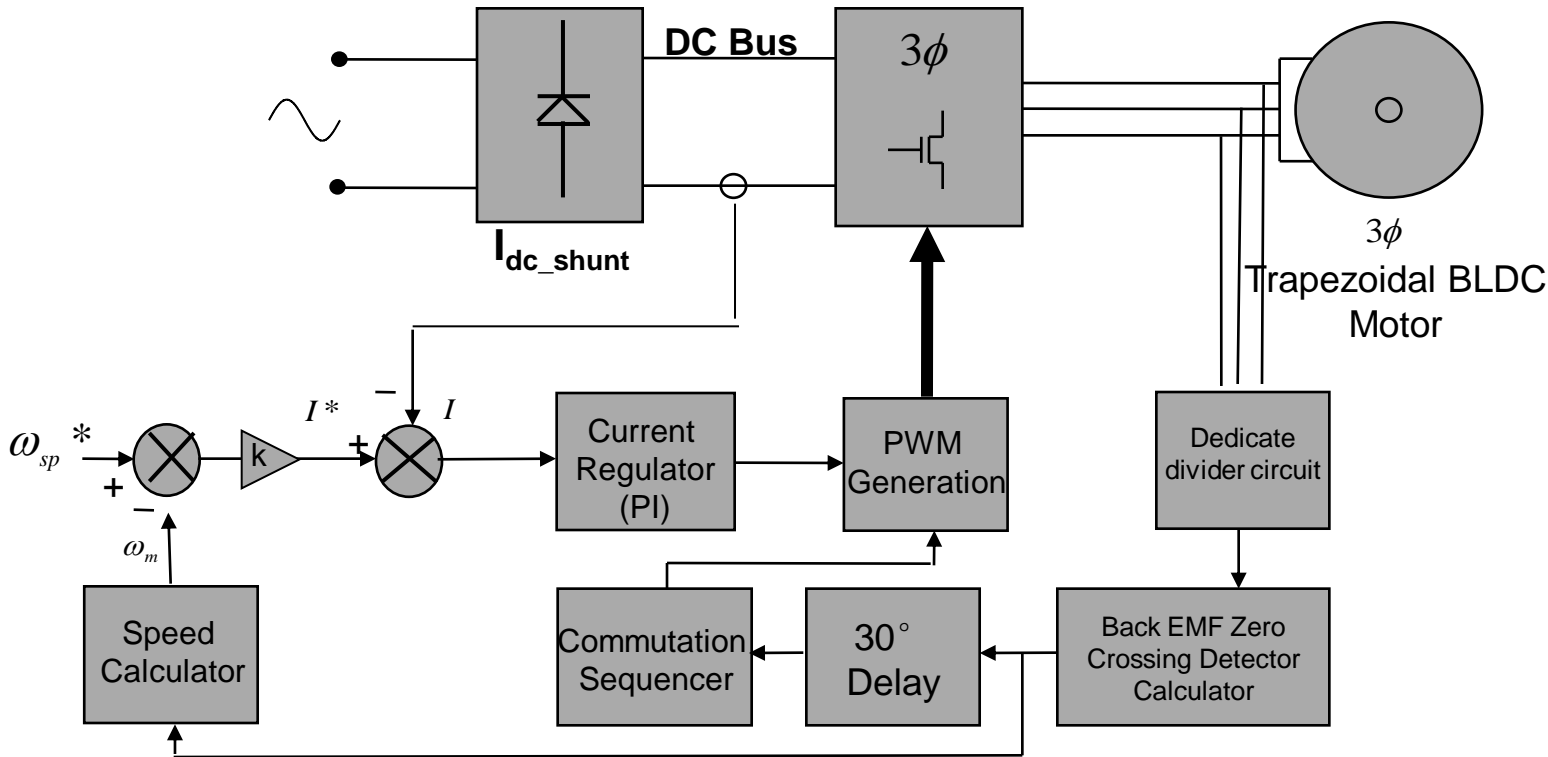 DC Bus
3ϕ
I_dc_shunt
3ϕ
Trapezoidal BLDC
Motor
ω_sp *
+
−
k
I *
+
−
I
Current
Regulator
(PI)
PWM
Generation
Dedicate
divider circuit
ω_m
Speed
Calculator
Commutation
Sequencer
30°
Delay
Back EMF Zero
Crossing Detector
Calculator